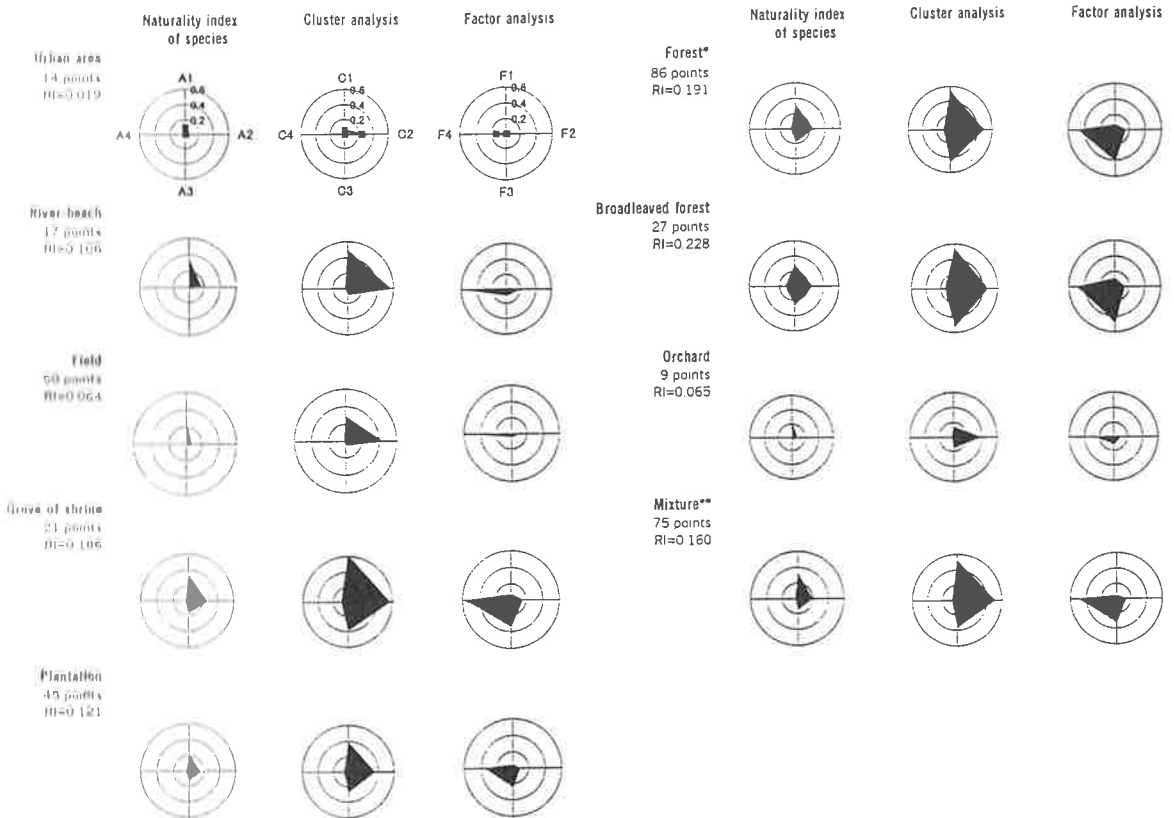 Naturality index
of species
Cluster analysis
Factor analysis
Urban area
14 points
RI=0.019
A1
0.6
0.4
0.2
A4
A2
A3
C1
0.6
0.4
0.2
C4
C2
C3
F1
0.6
0.4
0.2
F4
F2
F3
River beach
17 points
RI=0.106
Field
50 points
RI=0.064
Grove of shrine
21 points
Plantation
45 points
RI=0.121
Naturality index
of species
Cluster analysis
Factor analysis
Forest*
86 points
RI=0.191
Broadleaved forest
27 points
RI=0.228
Orchard
9 points
RI=0.065
Mixture**
75 points
RI=0.160